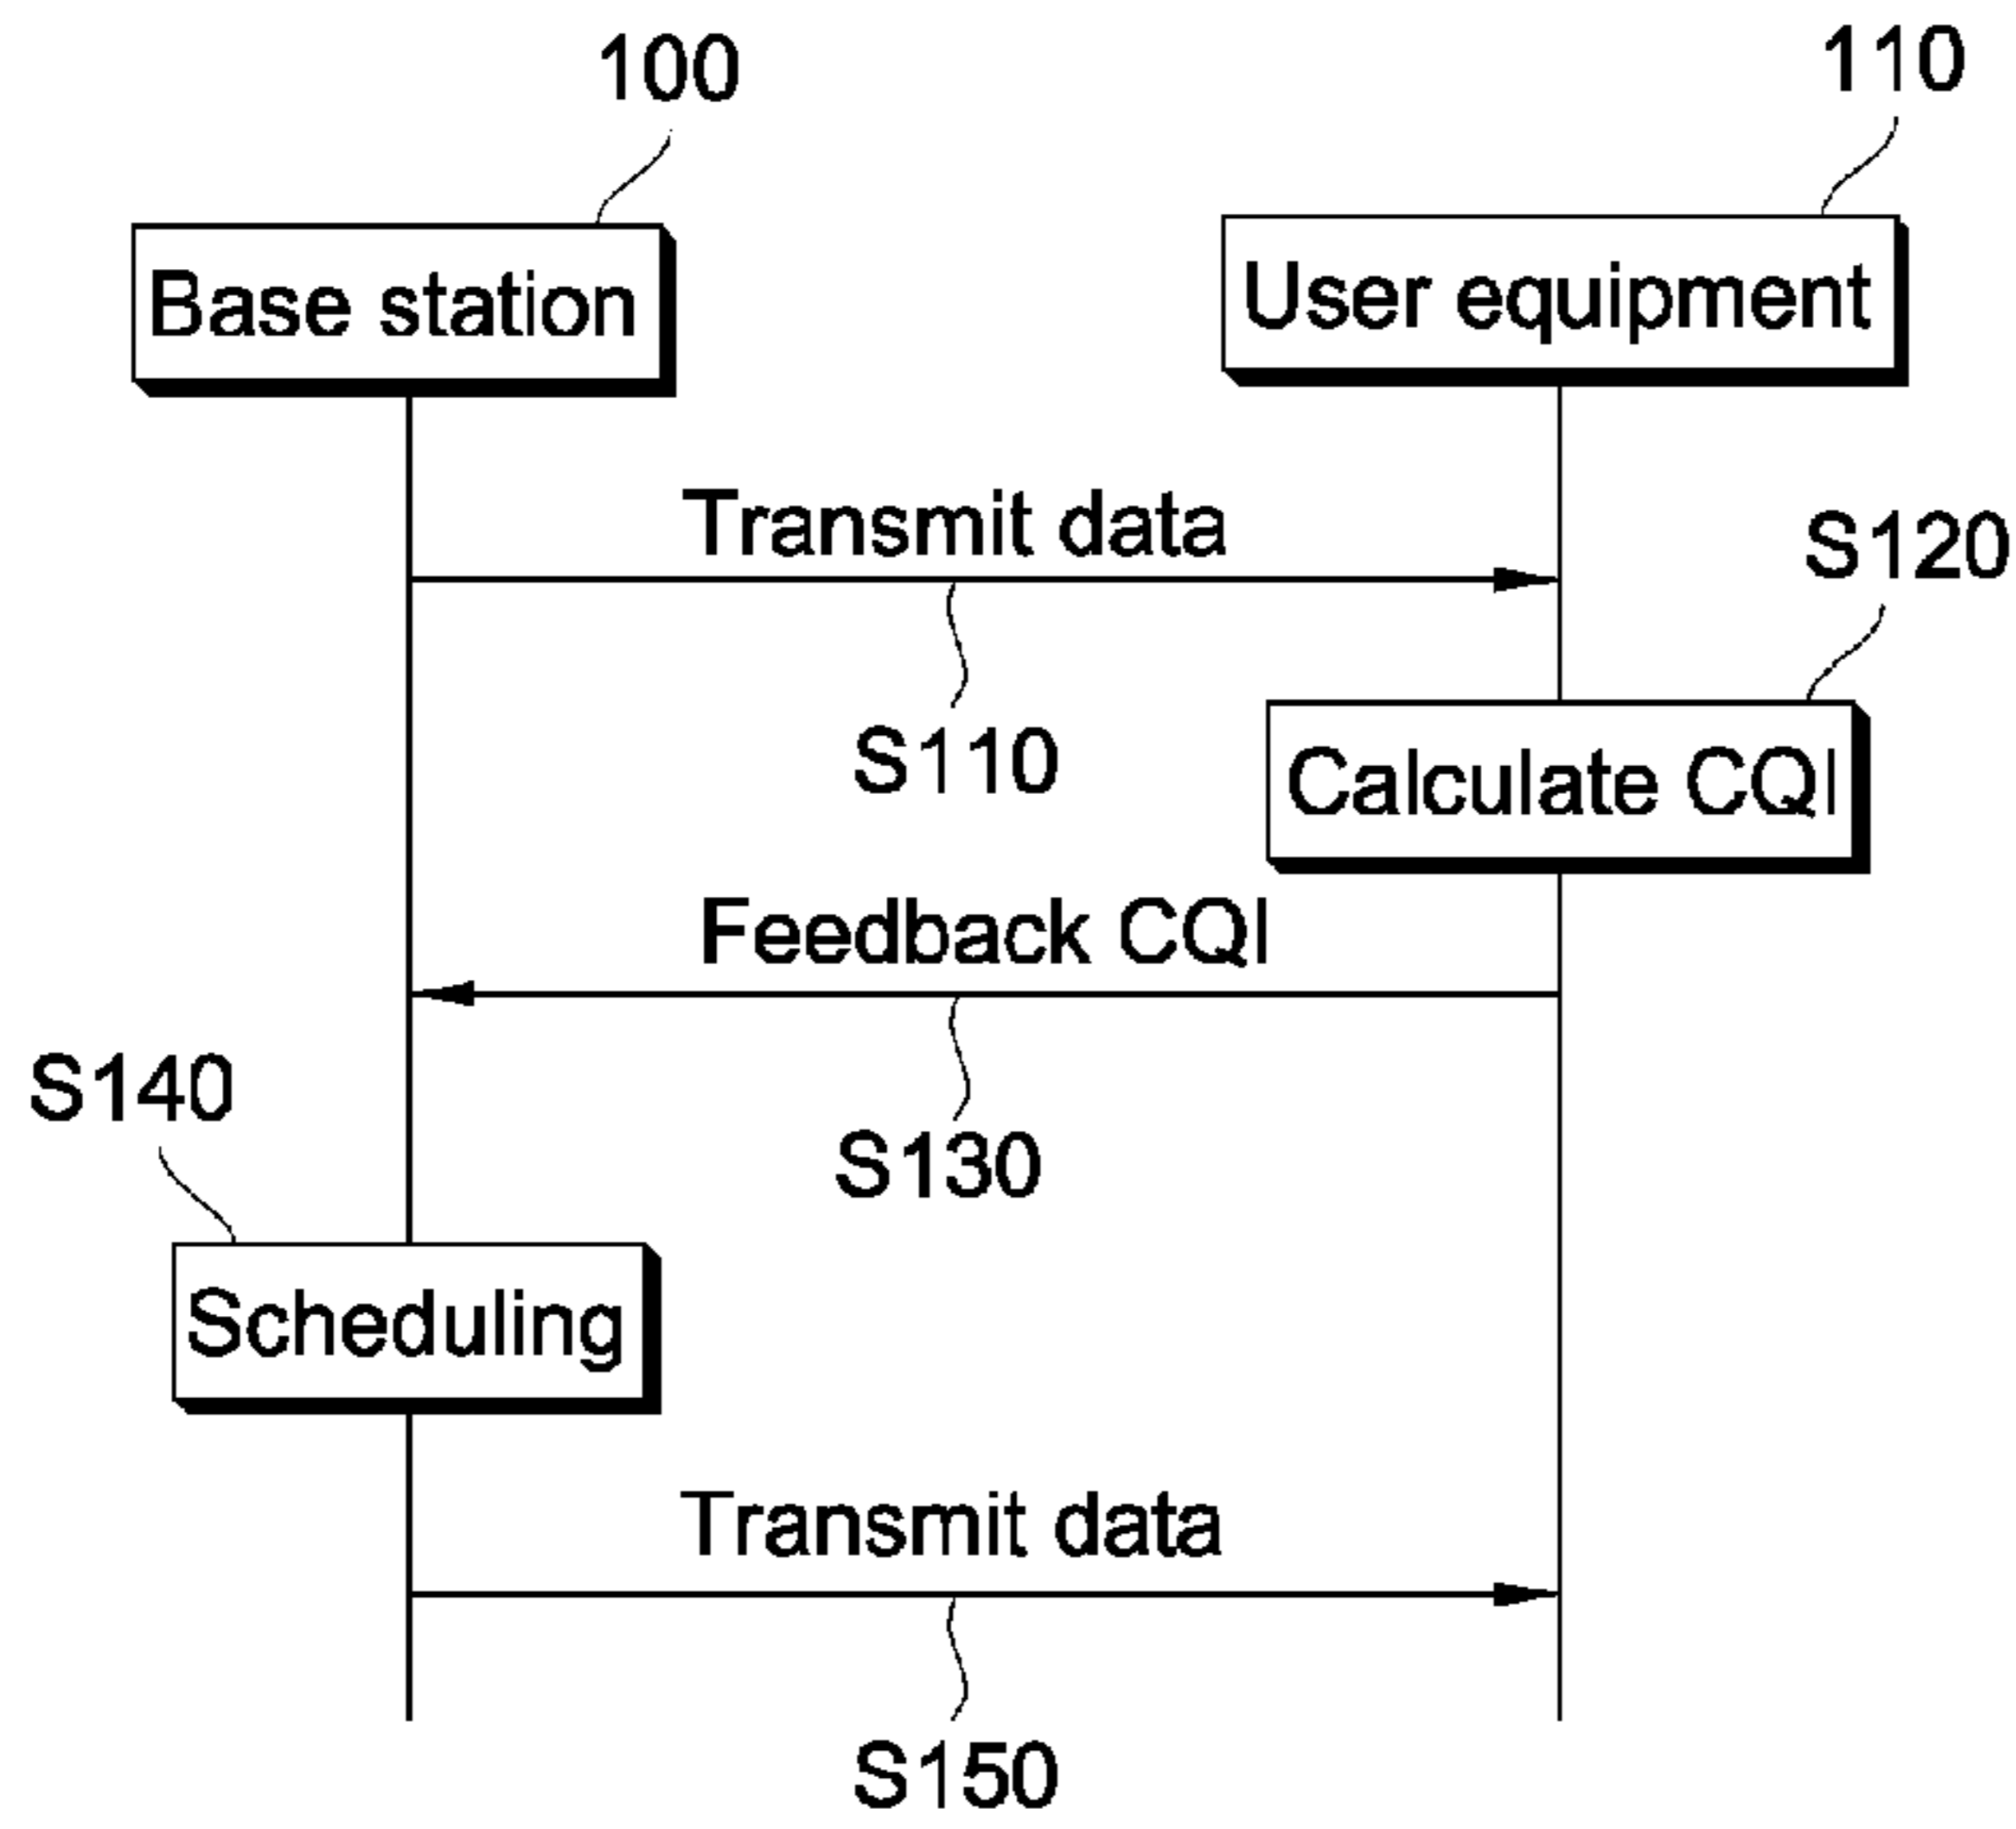 100
110
Base station
User equipment
Transmit data
S120
S110
Calculate CQI
Feedback CQI
S140
S130
Scheduling
Transmit data
S150